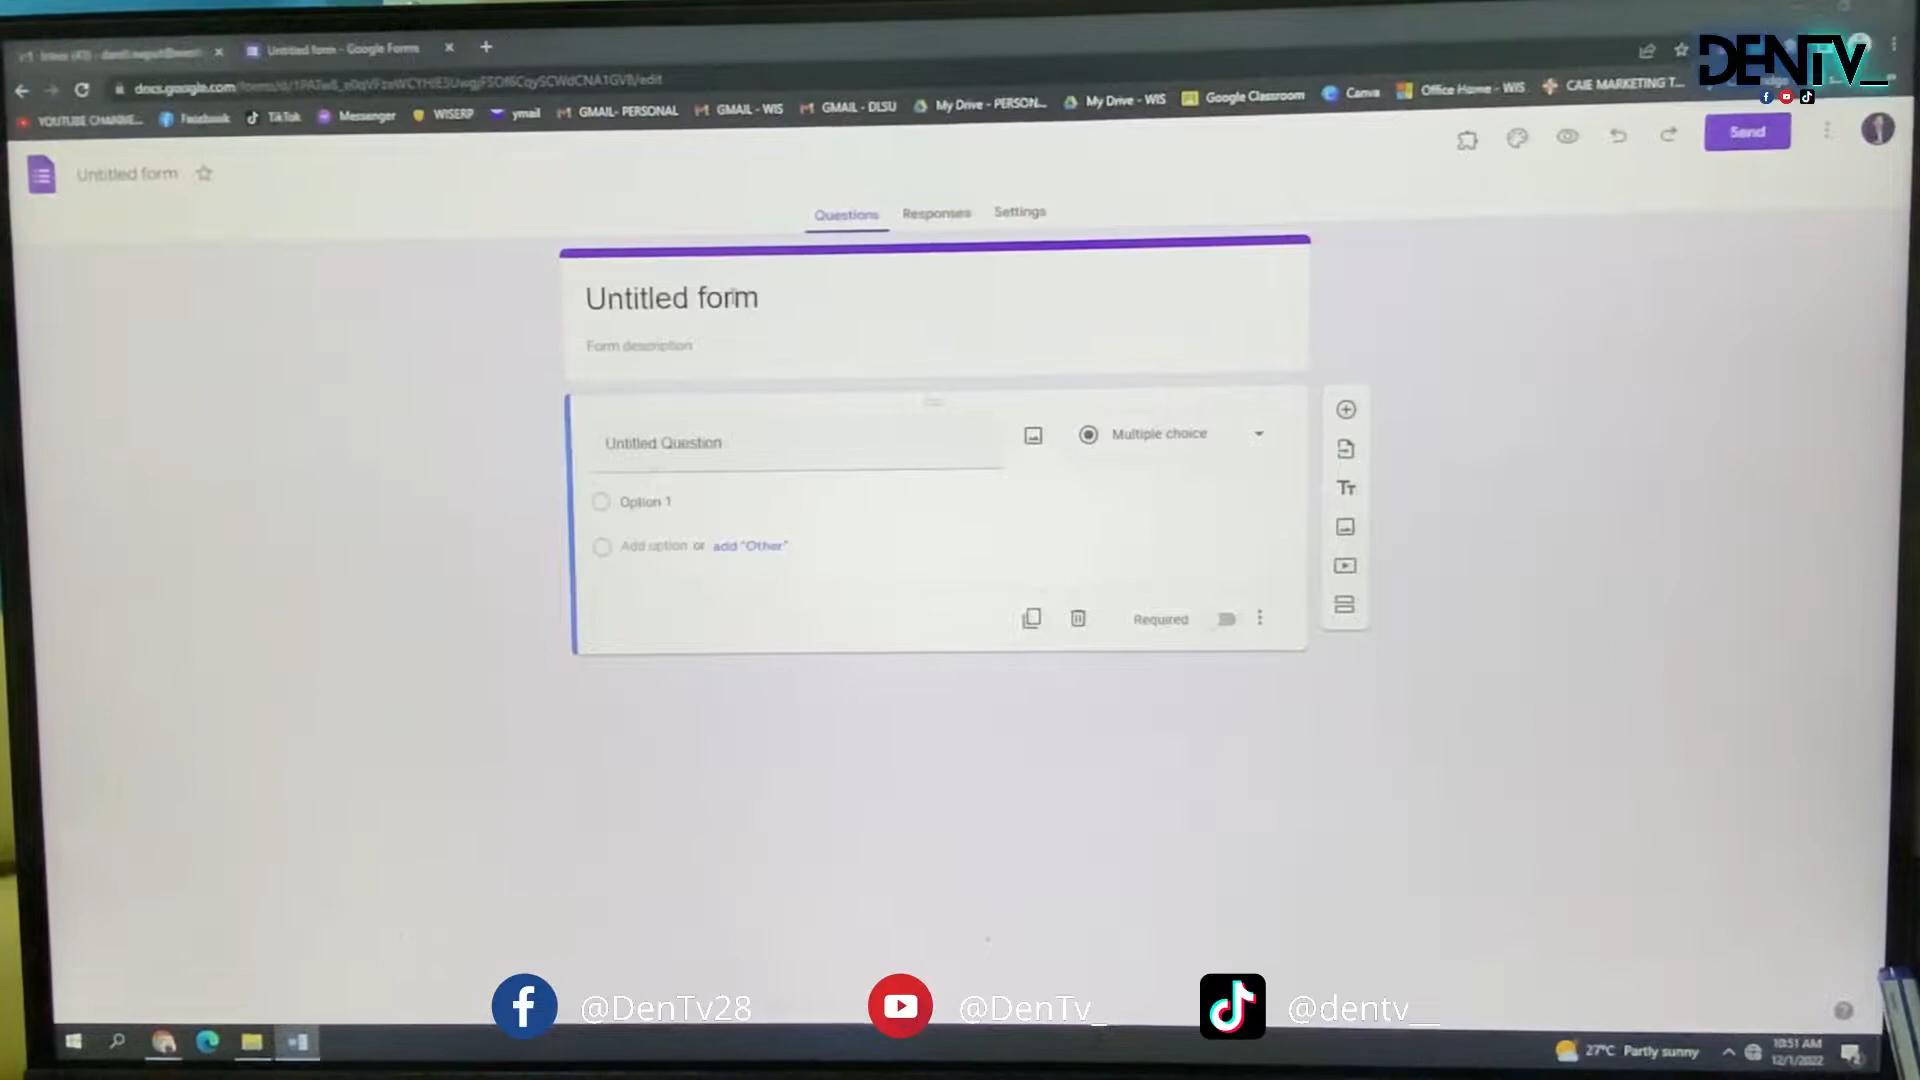 Untitled form - Google Forms
docs.google.com
DENTV_
YOUTUBE CHANNE... Facebook TikTok Messenger WISERP ymail GMAIL- PERSONAL GMAIL - WIS GMAIL - DLSU My Drive - PERSON... My Drive - WIS Google Classroom Canva Office Home - WIS CAIE MARKETING T...
Untitled form
Send
Questions Responses Settings
Untitled form
Form description
Untitled Question
Multiple choice
Option 1
Add option or add "Other"
Required
@DenTv28 @DenTv_ @dentv__
27°C Partly sunny
10:51 AM
12/1/2022